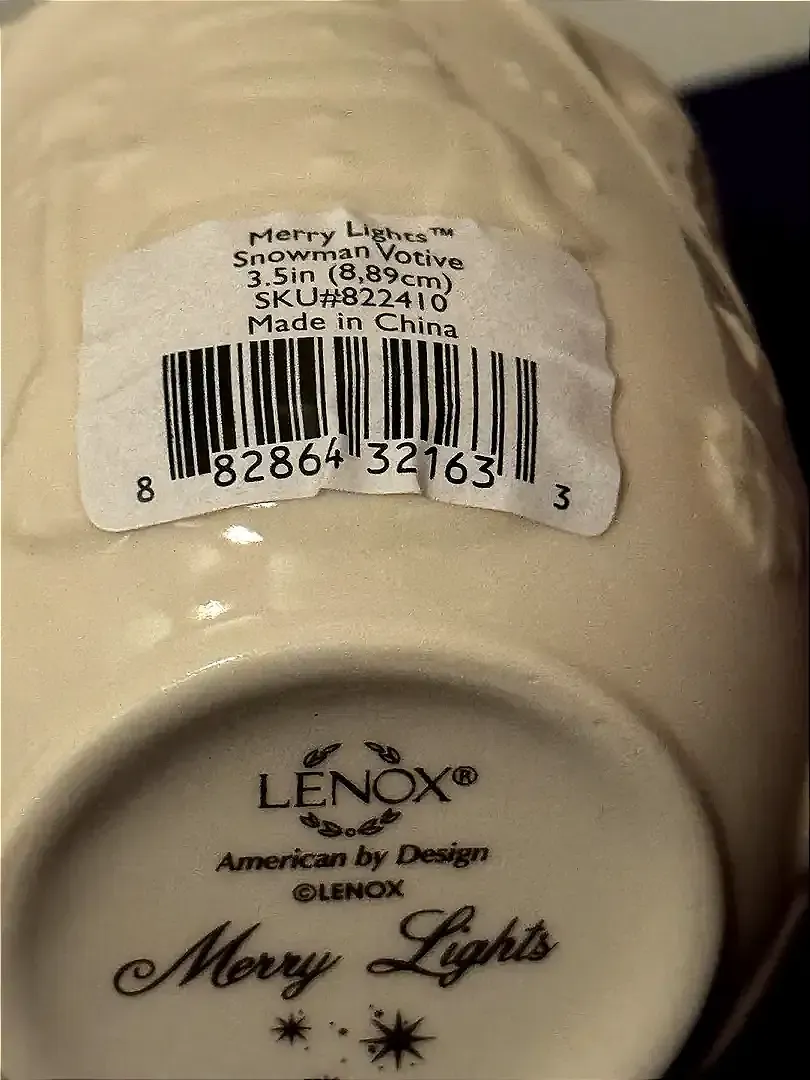 Merry Lights™
Snowman Votive
3.5in (8,89cm)
SKU#822410
Made in China
8 82864 32163 3
LENOX®
American by Design
©LENOX
Merry Lights